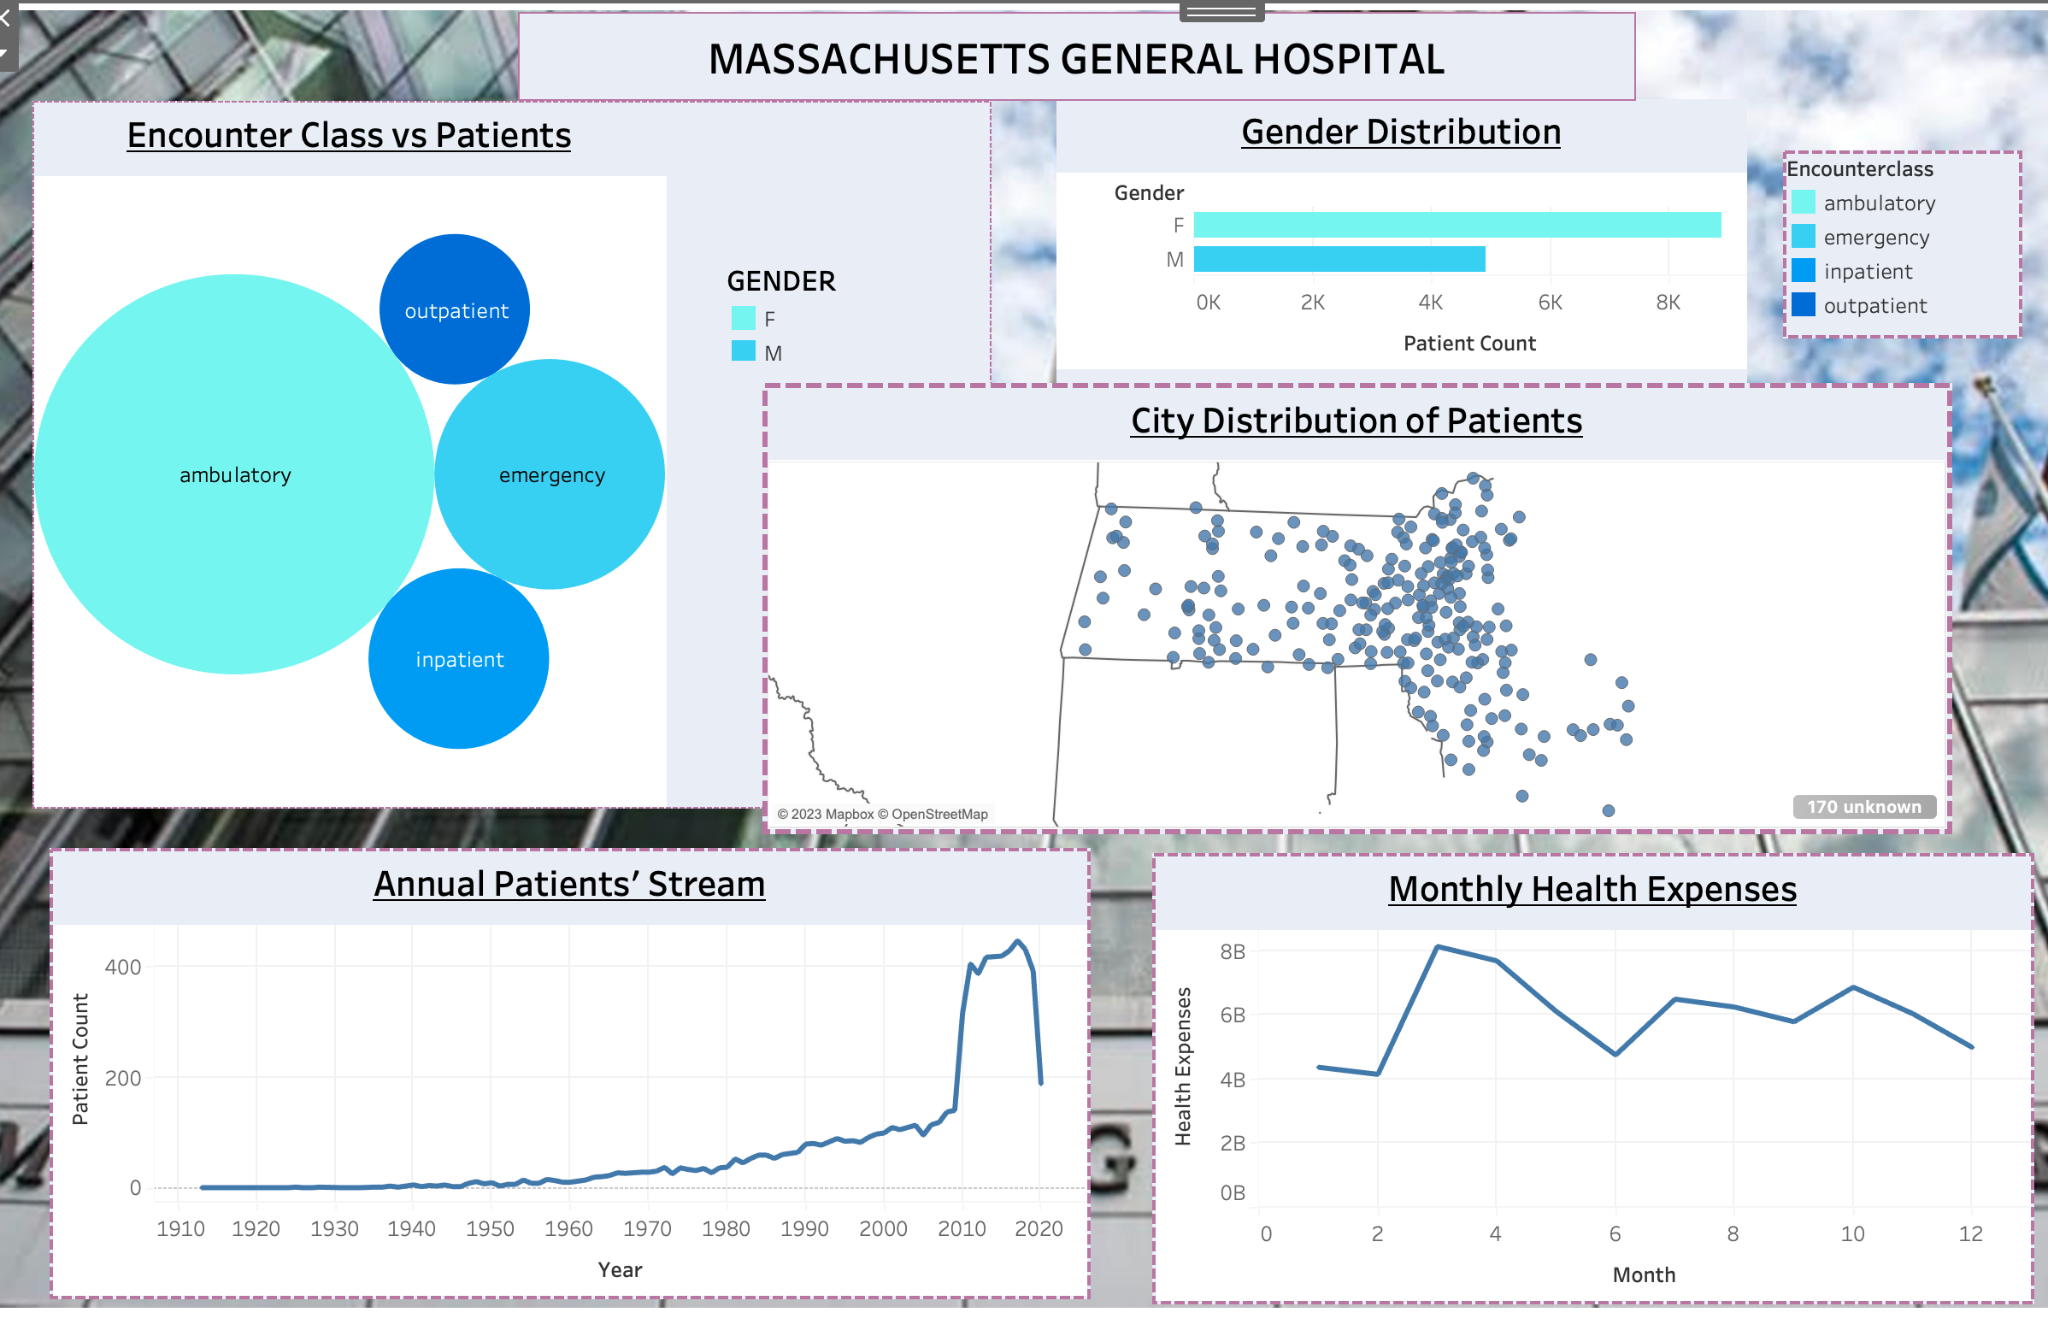 MASSACHUSETTS GENERAL HOSPITAL
Encounter Class vs Patients
outpatient
ambulatory
emergency
inpatient
GENDER
F
M
Gender Distribution
Gender
F
M
0K 2K 4K 6K 8K
Patient Count
Encounterclass
ambulatory
emergency
inpatient
outpatient
City Distribution of Patients
© 2023 Mapbox © OpenStreetMap
170 unknown
Annual Patients’ Stream
Patient Count
400
200
0
1910 1920 1930 1940 1950 1960 1970 1980 1990 2000 2010 2020
Year
Monthly Health Expenses
Health Expenses
8B
6B
4B
2B
0B
0 2 4 6 8 10 12
Month
G